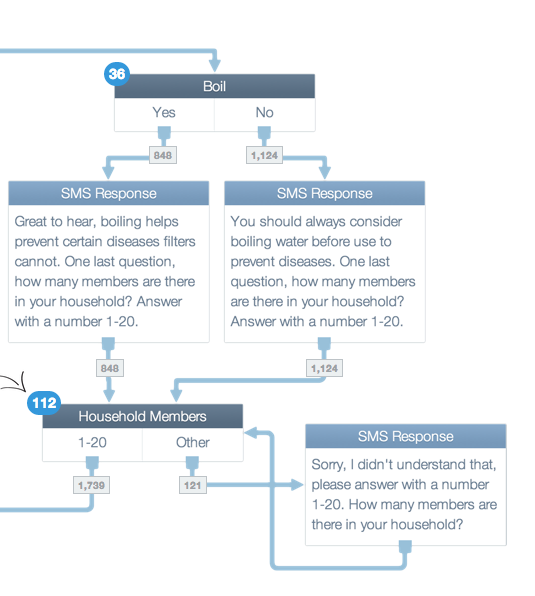 36
Boil
Yes
No
848
1,124
SMS Response
Great to hear, boiling helps
prevent certain diseases filters
cannot. One last question,
how many members are there
in your household? Answer
with a number 1-20.
SMS Response
You should always consider
boiling water before use to
prevent diseases. One last
question, how many members
are there in your household?
Answer with a number 1-20.
848
1,124
112
Household Members
1-20
Other
1,739
121
SMS Response
Sorry, I didn't understand that,
please answer with a number
1-20. How many members are
there in your household?